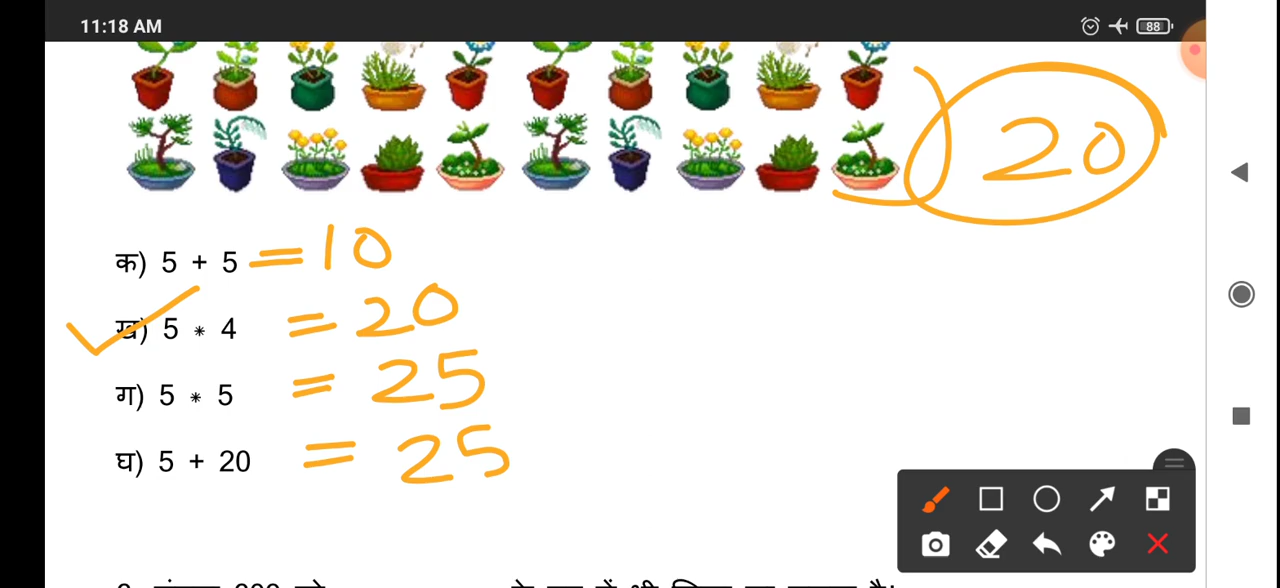 11:18 AM 88
20
क) 5 + 5 = 10
ख) 5 * 4 = 20
ग) 5 * 5 = 25
घ) 5 + 20 = 25